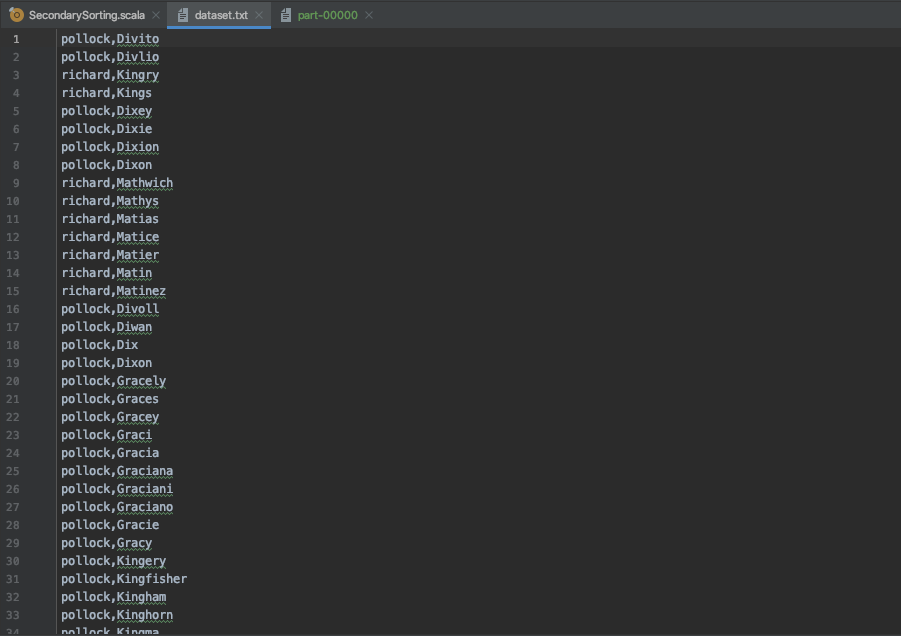 SecondarySorting.scala dataset.txt part-00000
1 pollock,Divito
2 pollock,Divlio
3 richard,Kingry
4 richard,Kings
5 pollock,Dixey
6 pollock,Dixie
7 pollock,Dixion
8 pollock,Dixon
9 richard,Mathwich
10 richard,Mathys
11 richard,Matias
12 richard,Matice
13 richard,Matier
14 richard,Matin
15 richard,Matinez
16 pollock,Divoll
17 pollock,Diwan
18 pollock,Dix
19 pollock,Dixon
20 pollock,Gracely
21 pollock,Graces
22 pollock,Gracey
23 pollock,Graci
24 pollock,Gracia
25 pollock,Graciana
26 pollock,Graciani
27 pollock,Graciano
28 pollock,Gracie
29 pollock,Gracy
30 pollock,Kingery
31 pollock,Kingfisher
32 pollock,Kingham
33 pollock,Kinghorn
34 pollock,Kingma